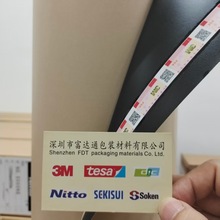 深圳市富达通包装材料有限公司
Shenzhen FDT packaging materials Co. Ltd.
3M tesa
Nitto SEKISUI Soken